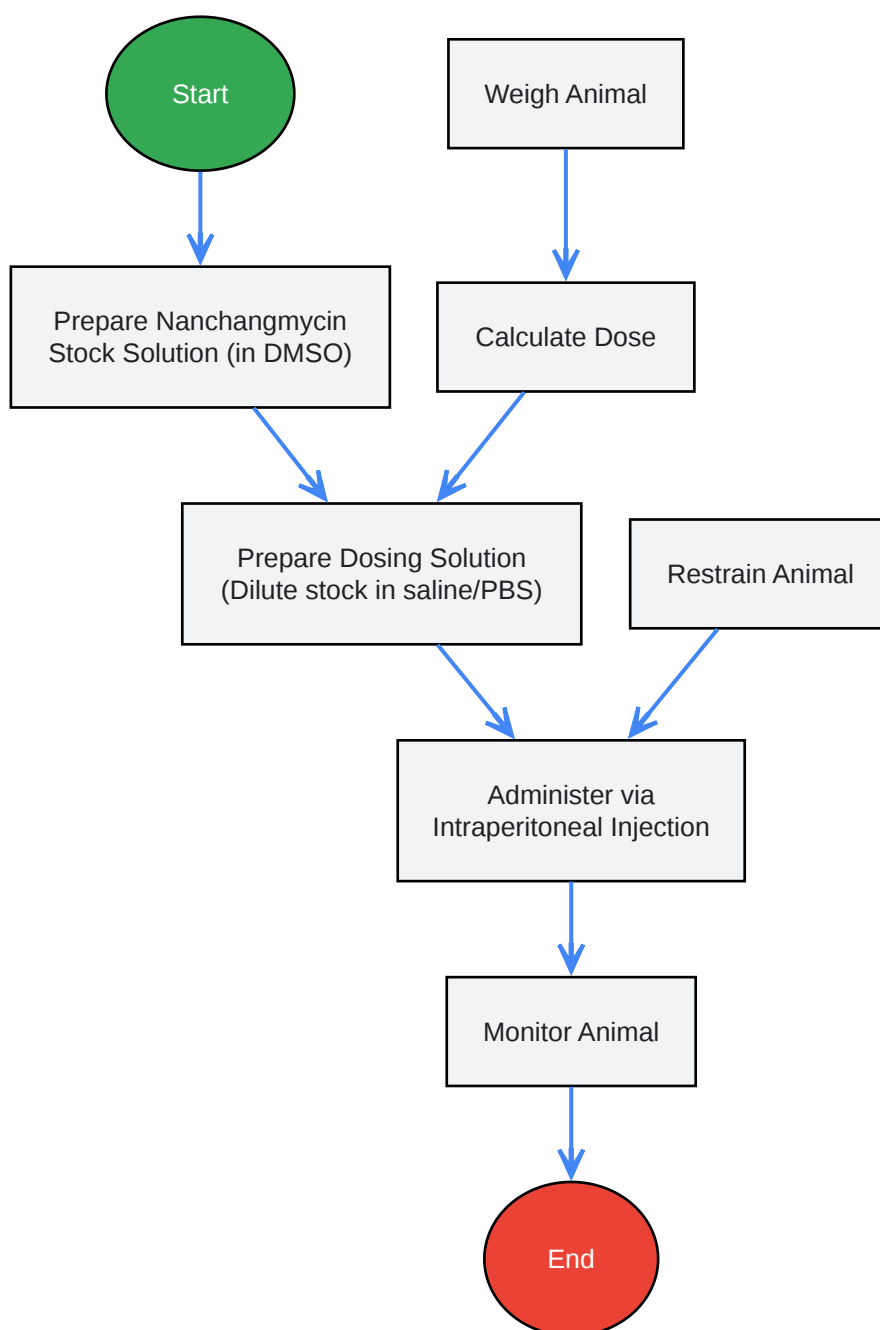 Start
Weigh Animal
Prepare Nanchangmycin
Stock Solution (in DMSO)
Calculate Dose
Prepare Dosing Solution
(Dilute stock in saline/PBS)
Restrain Animal
Administer via
Intraperitoneal Injection
Monitor Animal
End